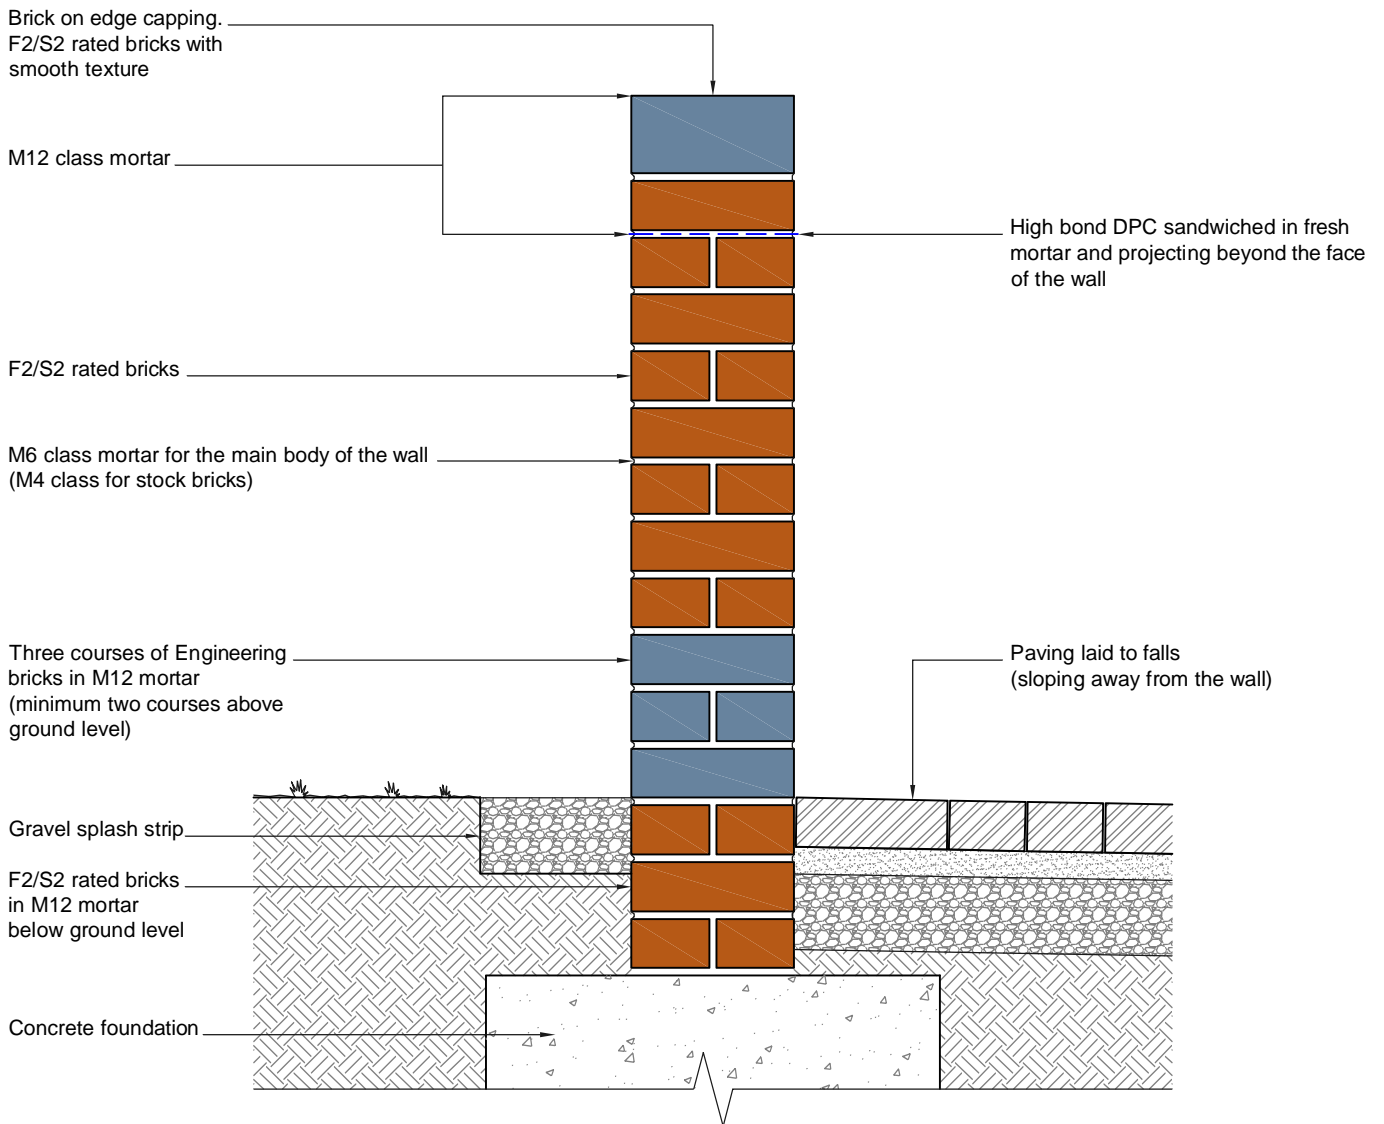 Brick on edge capping.
F2/S2 rated bricks with
smooth texture
M12 class mortar
High bond DPC sandwiched in fresh
mortar and projecting beyond the face
of the wall
F2/S2 rated bricks
M6 class mortar for the main body of the wall
(M4 class for stock bricks)
Three courses of Engineering
bricks in M12 mortar
(minimum two courses above
ground level)
Paving laid to falls
(sloping away from the wall)
Gravel splash strip
F2/S2 rated bricks
in M12 mortar
below ground level
Concrete foundation